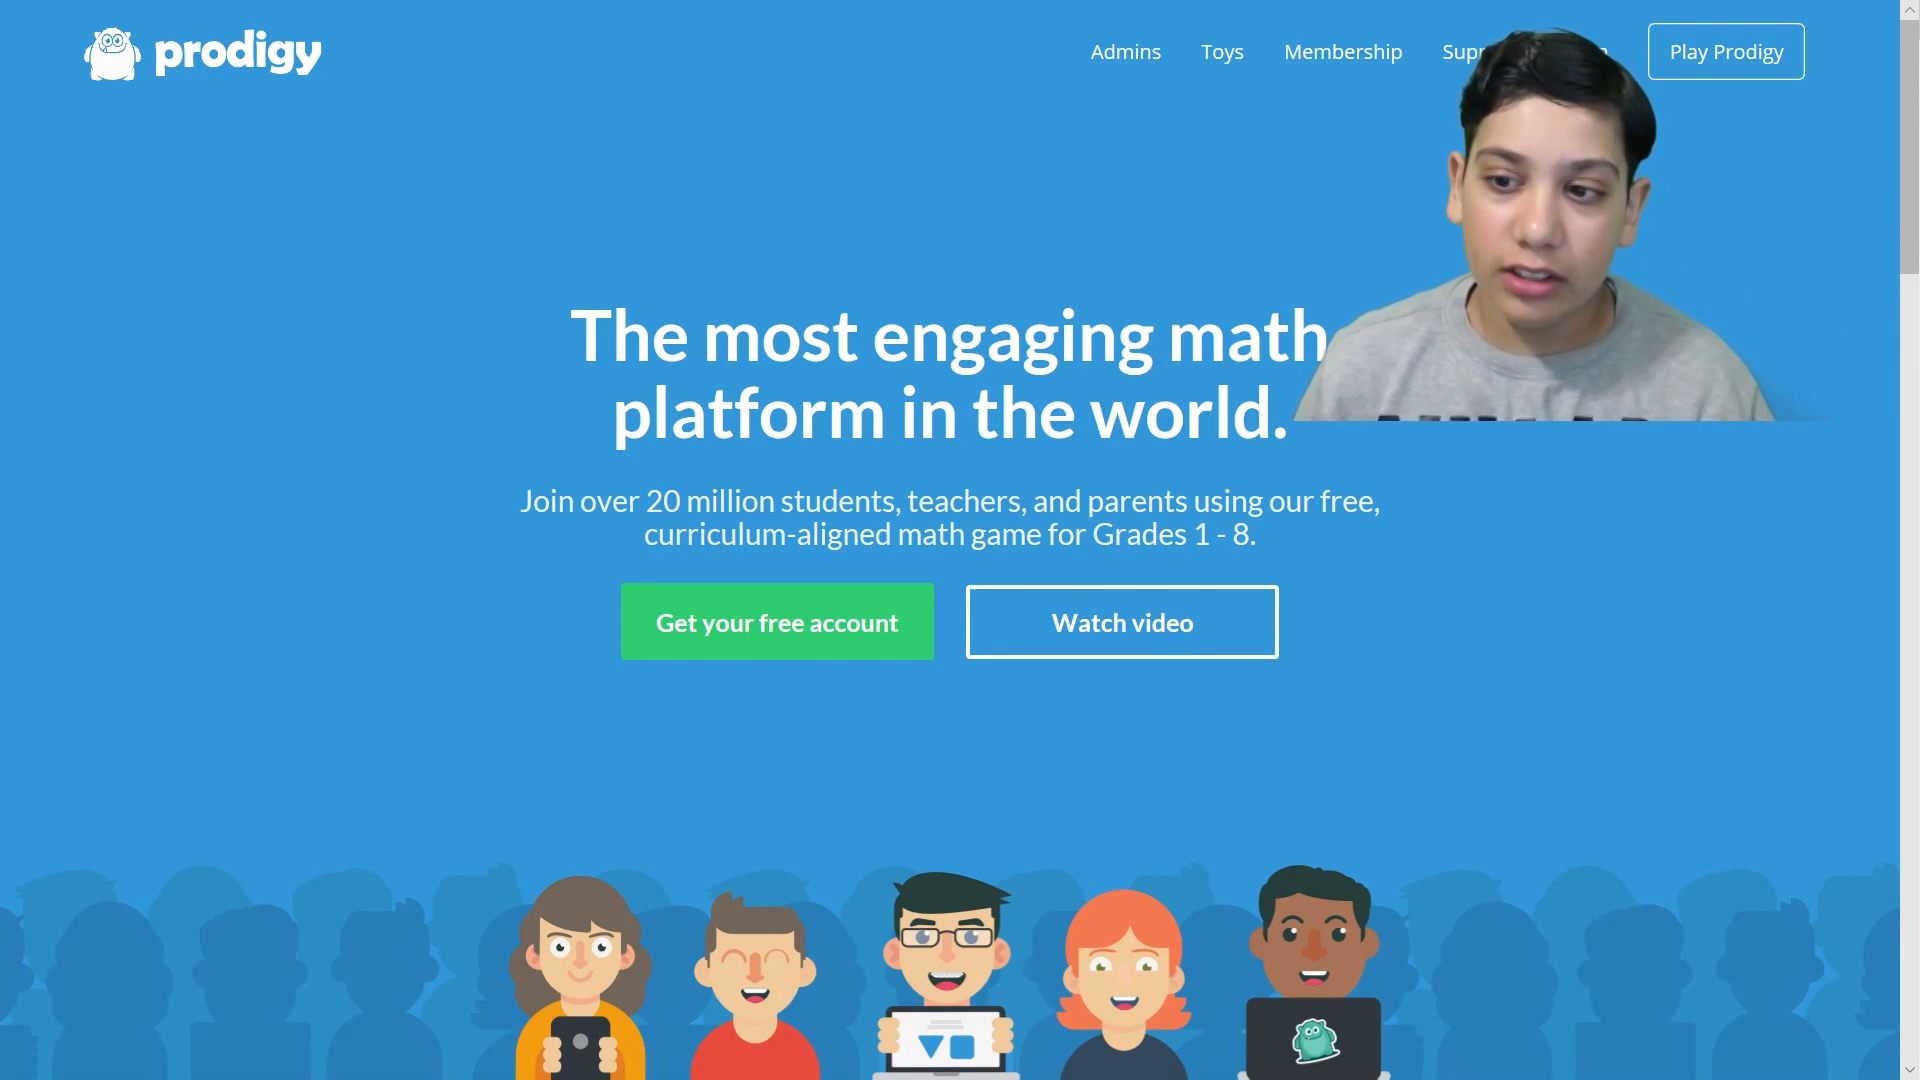 prodigy
Admins
Toys
Membership
Play Prodigy
The most engaging math
platform in the world.
Join over 20 million students, teachers, and parents using our free,
curriculum-aligned math game for Grades 1 - 8.
Get your free account
Watch video